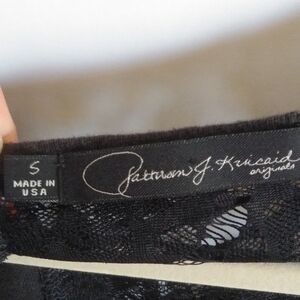 S
MADE IN
USA
Patterson J. Kincaid
originals